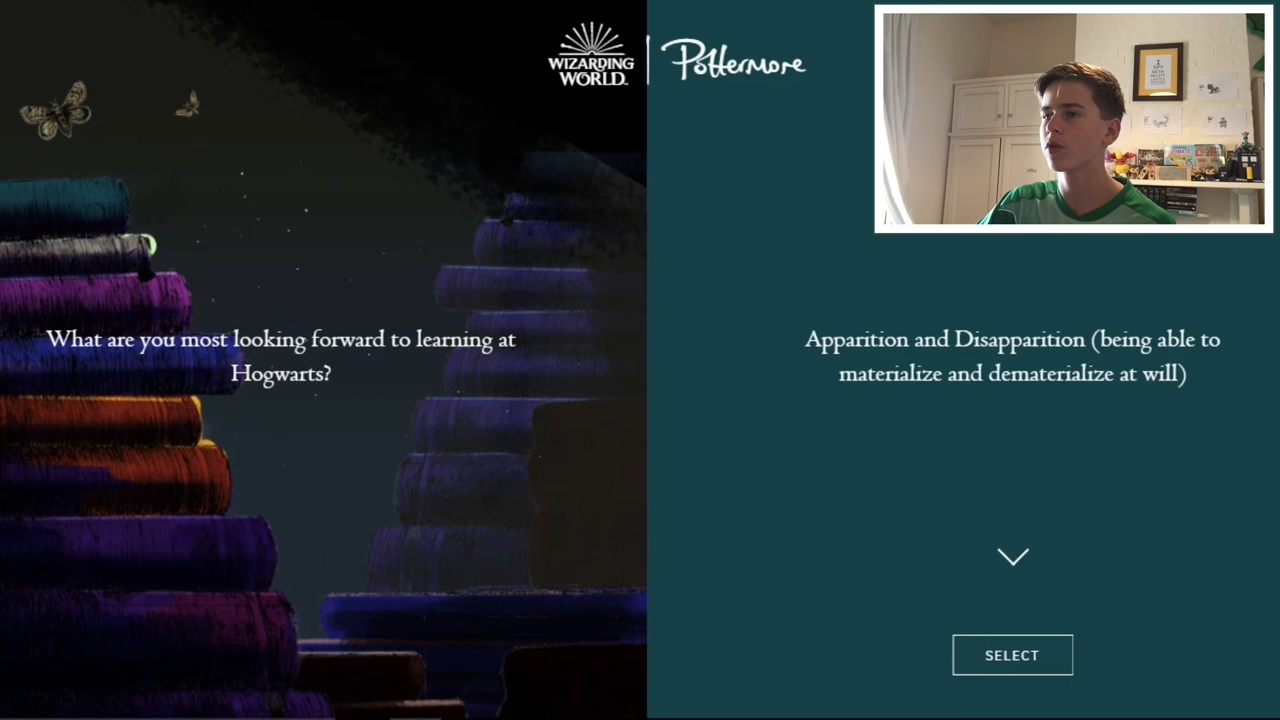 WIZARDING
WORLD
Pottermore
What are you most looking forward to learning at
Hogwarts?
Apparition and Disapparition (being able to
materialize and dematerialize at will)
SELECT
I
SPY